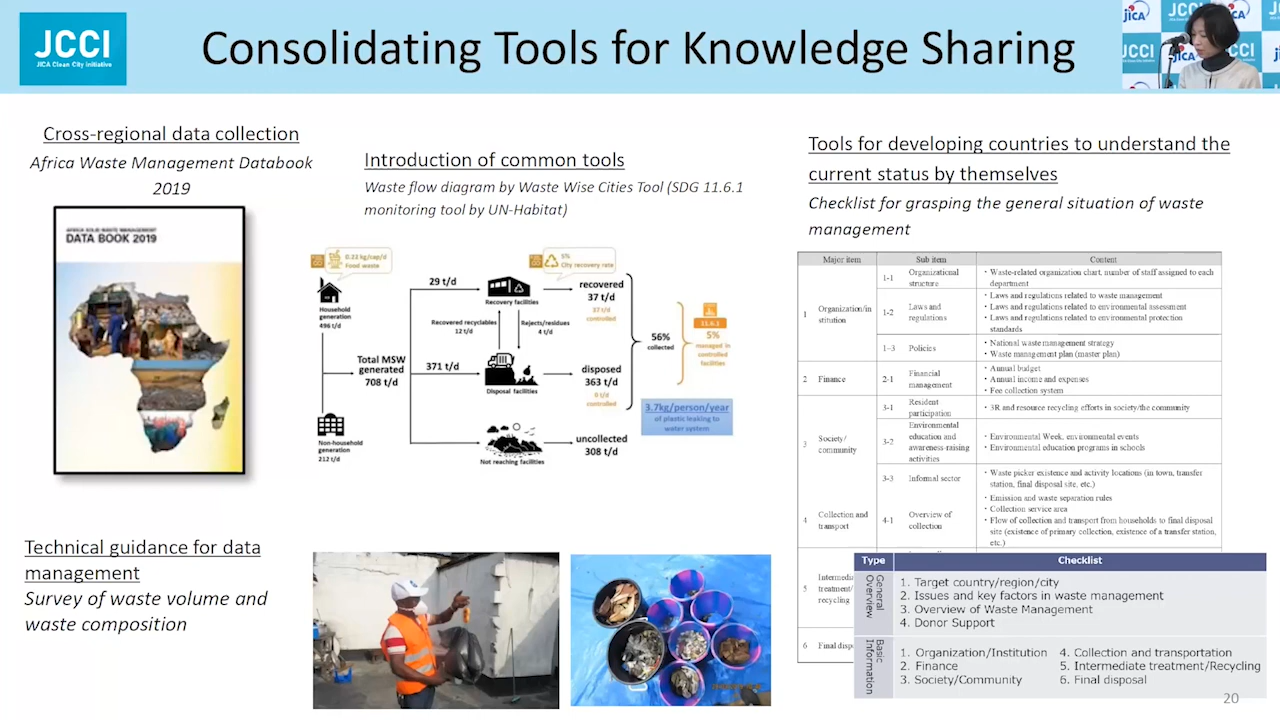 JCCI
JICA Clean City Initiative
Consolidating Tools for Knowledge Sharing
jICA
JCCI
Cross-regional data collection
Africa Waste Management Databook
2019
AFRICA SOLID WASTE MANAGEMENT
DATA BOOK 2019
Introduction of common tools
Waste flow diagram by Waste Wise Cities Tool (SDG 11.6.1
monitoring tool by UN-Habitat)
0.22 kg/cap/d
Food waste
5%
City recovery rate
Household
generation
496 t/d
Total MSW
generated
708 t/d
Non-household
generation
212 t/d
29 t/d
Recovery facilities
Recovered recyclables
12 t/d
Rejects/residues
4 t/d
371 t/d
Disposal facilities
Not reaching facilities
recovered
37 t/d
37 t/d
controlled
disposed
363 t/d
0 t/d
controlled
uncollected
308 t/d
56%
collected
11.6.1
5%
managed in
controlled
facilities
3.7kg/person/year
of plastic leaking to
water system
Tools for developing countries to understand the
current status by themselves
Checklist for grasping the general situation of waste
management
Major item Sub item Content
1 Organization/in
stitution
1-1 Organizational
structure
・Waste-related organization chart, number of staff assigned to each
department
1-2 Laws and
regulations
・Laws and regulations related to waste management
・Laws and regulations related to environmental assessment
・Laws and regulations related to environmental protection
standards
1-3 Policies
・National waste management strategy
・Waste management plan (master plan)
2 Finance
2-1 Financial
management
・Annual budget
・Annual income and expenses
・Fee collection system
3 Society/
community
3-1 Resident
participation
・3R and resource recycling efforts in society/the community
3-2 Environmental
education and
awareness-raising
activities
・Environmental Week, environmental events
・Environmental education programs in schools
3-3 Informal sector
・Waste picker existence and activity locations (in town, transfer
station, final disposal site, etc.)
4 Collection and
transport
4-1 Overview of
collection
・Emission and waste separation rules
・Collection service area
・Flow of collection and transport from households to final disposal
site (existence of primary collection, existence of a transfer station,
etc.)
5 Intermedi
treatment/
recycling
6 Final disp
Type Checklist
General
Overview
1. Target country/region/city
2. Issues and key factors in waste management
3. Overview of Waste Management
4. Donor Support
Basic
Information
1. Organization/Institution 4. Collection and transportation
2. Finance 5. Intermediate treatment/Recycling
3. Society/Community 6. Final disposal
Technical guidance for data
management
Survey of waste volume and
waste composition
20